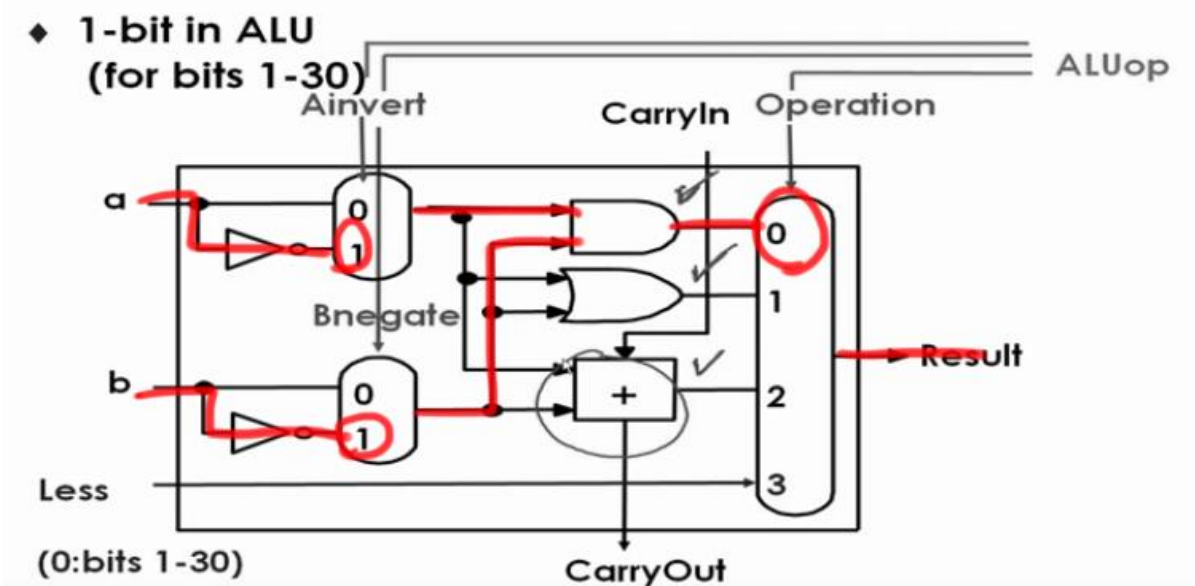 ◆ 1-bit in ALU
(for bits 1-30)
ALUop
Ainvert
CarryIn
Operation
a
0
1
0
1
Bnegate
b
0
1
+
2
Result
Less
3
(0:bits 1-30)
CarryOut